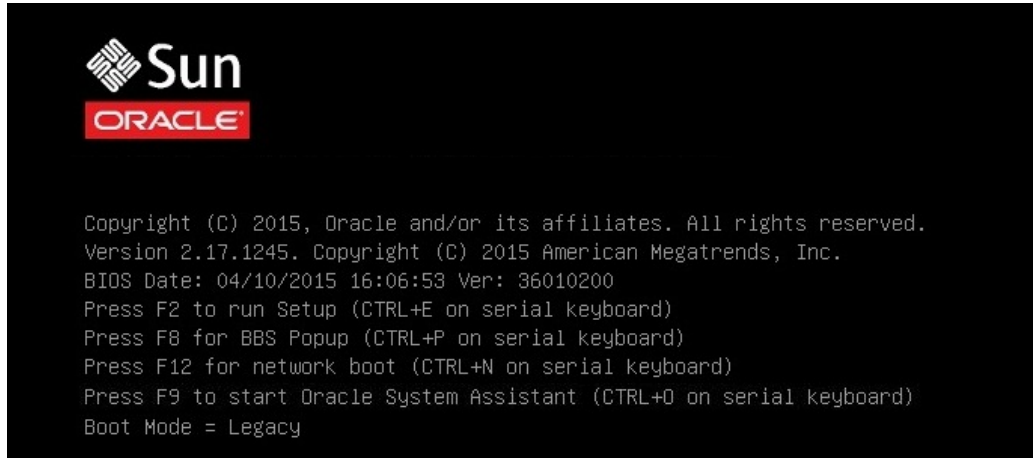 Sun
ORACLE
Copyright (C) 2015, Oracle and/or its affiliates. All rights reserved.
Version 2.17.1245. Copyright (C) 2015 American Megatrends, Inc.
BIOS Date: 04/10/2015 16:06:53 Ver: 36010200
Press F2 to run Setup (CTRL+E on serial keyboard)
Press F8 for BBS Popup (CTRL+P on serial keyboard)
Press F12 for network boot (CTRL+N on serial keyboard)
Press F9 to start Oracle System Assistant (CTRL+O on serial keyboard)
Boot Mode = Legacy